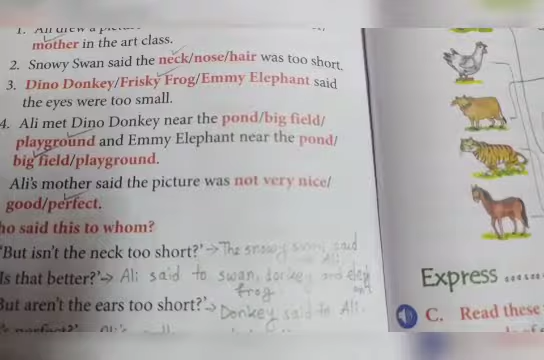 1. Ali drew a
mother in the art class.
2. Snowy Swan said the neck/nose/hair was too short.
3. Dino Donkey/Frisky Frog/Emmy Elephant said
the eyes were too small.
4. Ali met Dino Donkey near the pond/big field/
playground and Emmy Elephant near the pond/
big field/playground.
Ali's mother said the picture was not very nice/
good/perfect.
ho said this to whom?
'But isn't the neck too short?' → The snowy said
Is that better?' → Ali said to swan, donkey and
frog
But aren't the ears too short?' → Donkey said to Ali.
Express
C. Read these